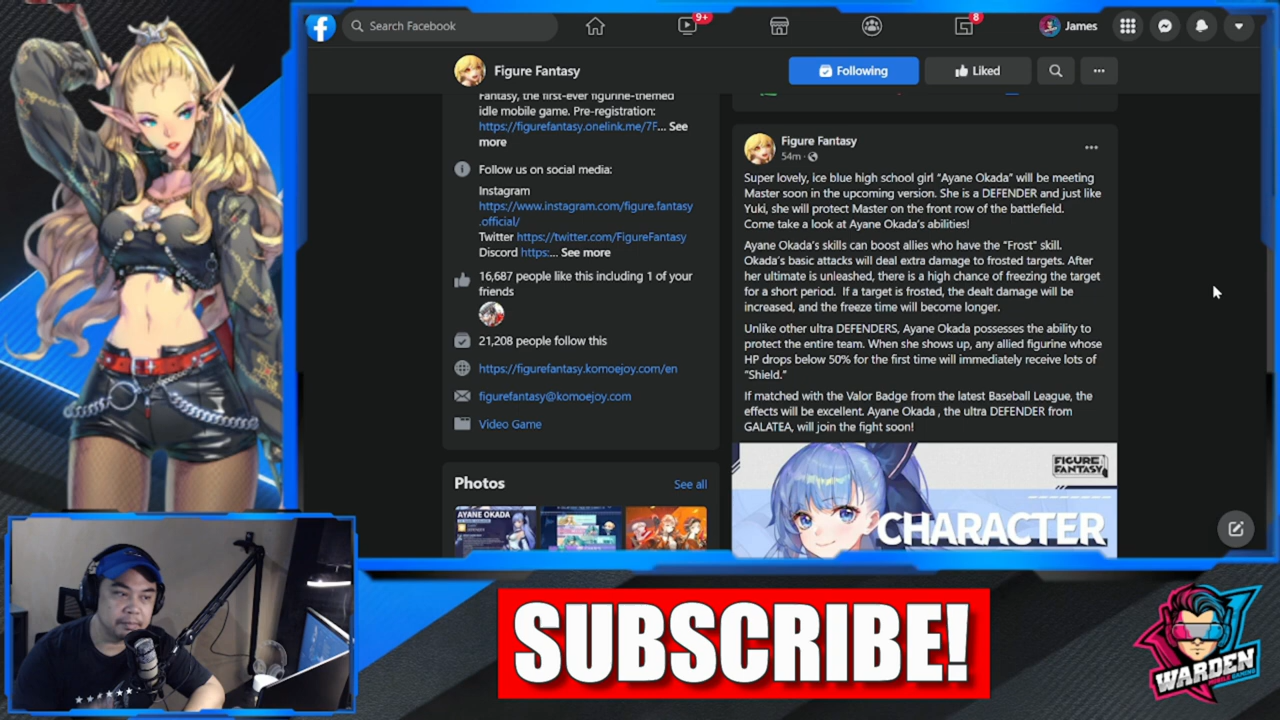 Search Facebook
9+
8
James
Figure Fantasy
Following
Liked
Fantasy, the first-ever figurine-themed
idle mobile game. Pre-registration:
https://figurefantasy.onelink.me/7F... See
more
Follow us on social media:
Instagram
https://www.instagram.com/figure.fantasy
.official/
Twitter https://twitter.com/FigureFantasy
Discord https:... See more
16,687 people like this including 1 of your
friends
21,208 people follow this
https://figurefantasy.komoejoy.com/en
figurefantasy@komoejoy.com
Video Game
Photos
See all
AYANE OKADA
Figure Fantasy
54m
Super lovely, ice blue high school girl “Ayane Okada” will be meeting
Master soon in the upcoming version. She is a DEFENDER and just like
Yuki, she will protect Master on the front row of the battlefield.
Come take a look at Ayane Okada's abilities!
Ayane Okada's skills can boost allies who have the “Frost” skill.
Okada's basic attacks will deal extra damage to frosted targets. After
her ultimate is unleashed, there is a high chance of freezing the target
for a short period. If a target is frosted, the dealt damage will be
increased, and the freeze time will become longer.
Unlike other ultra DEFENDERS, Ayane Okada possesses the ability to
protect the entire team. When she shows up, any allied figurine whose
HP drops below 50% for the first time will immediately receive lots of
“Shield.”
If matched with the Valor Badge from the latest Baseball League, the
effects will be excellent. Ayane Okada , the ultra DEFENDER from
GALATEA, will join the fight soon!
FIGURE
FANTASY
CHARACTER
SUBSCRIBE!
WARDEN
MOBILE GAMING